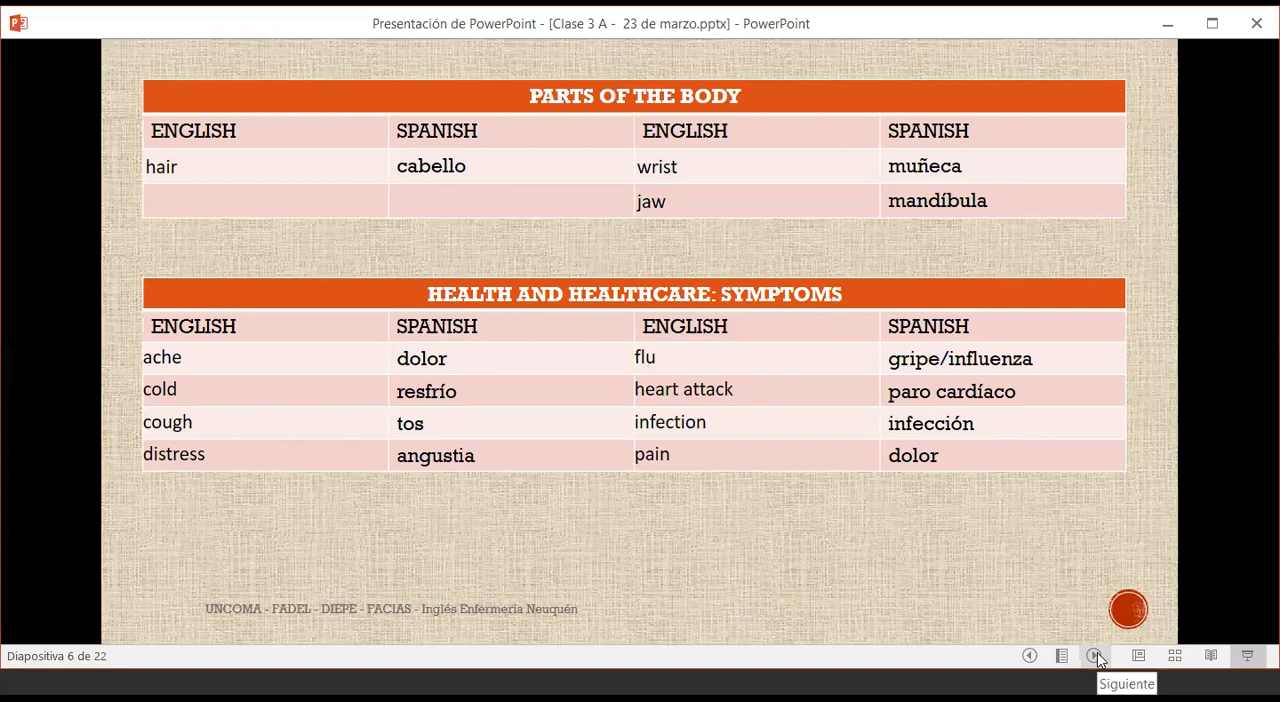 Presentación de PowerPoint - [Clase 3 A - 23 de marzo.pptx] - PowerPoint
PARTS OF THE BODY
ENGLISH SPANISH ENGLISH SPANISH
hair cabello wrist muñeca
jaw mandíbula
HEALTH AND HEALTHCARE: SYMPTOMS
ENGLISH SPANISH ENGLISH SPANISH
ache dolor flu gripe/influenza
cold resfrío heart attack paro cardíaco
cough tos infection infección
distress angustia pain dolor
UNCOMA - FADEL - DIEPE - FACIAS - Inglés Enfermería Neuquén
Diapositiva 6 de 22
Siguiente